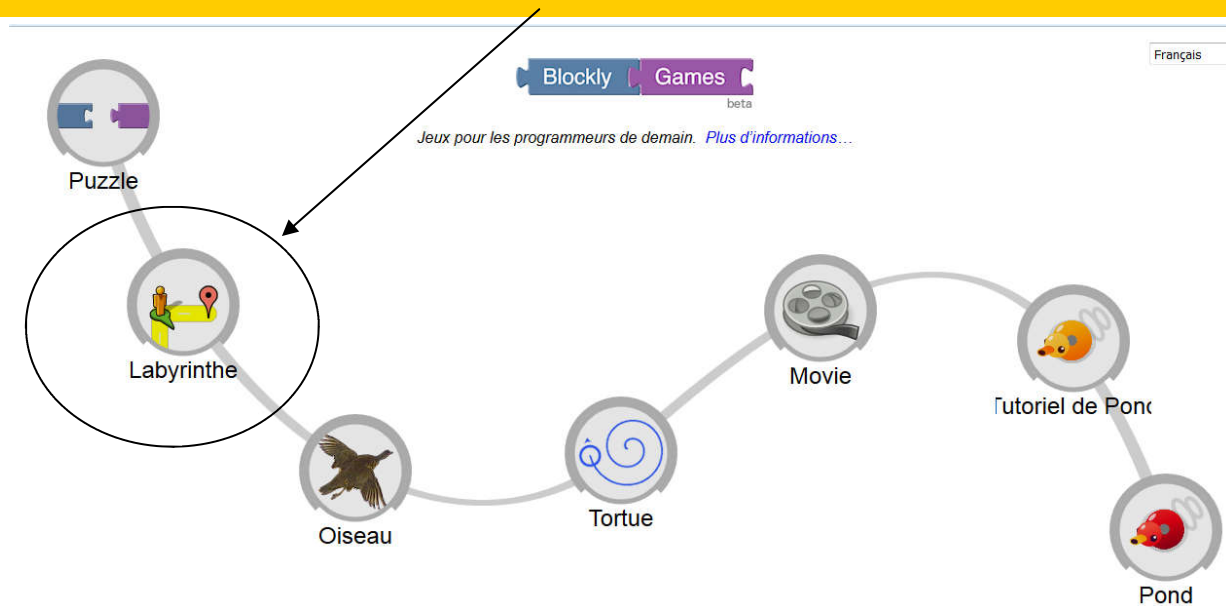 Français
Blockly Games
beta
Jeux pour les programmeurs de demain. Plus d'informations…
Puzzle
Labyrinthe
Oiseau
Tortue
Movie
Tutoriel de Pond
Pond